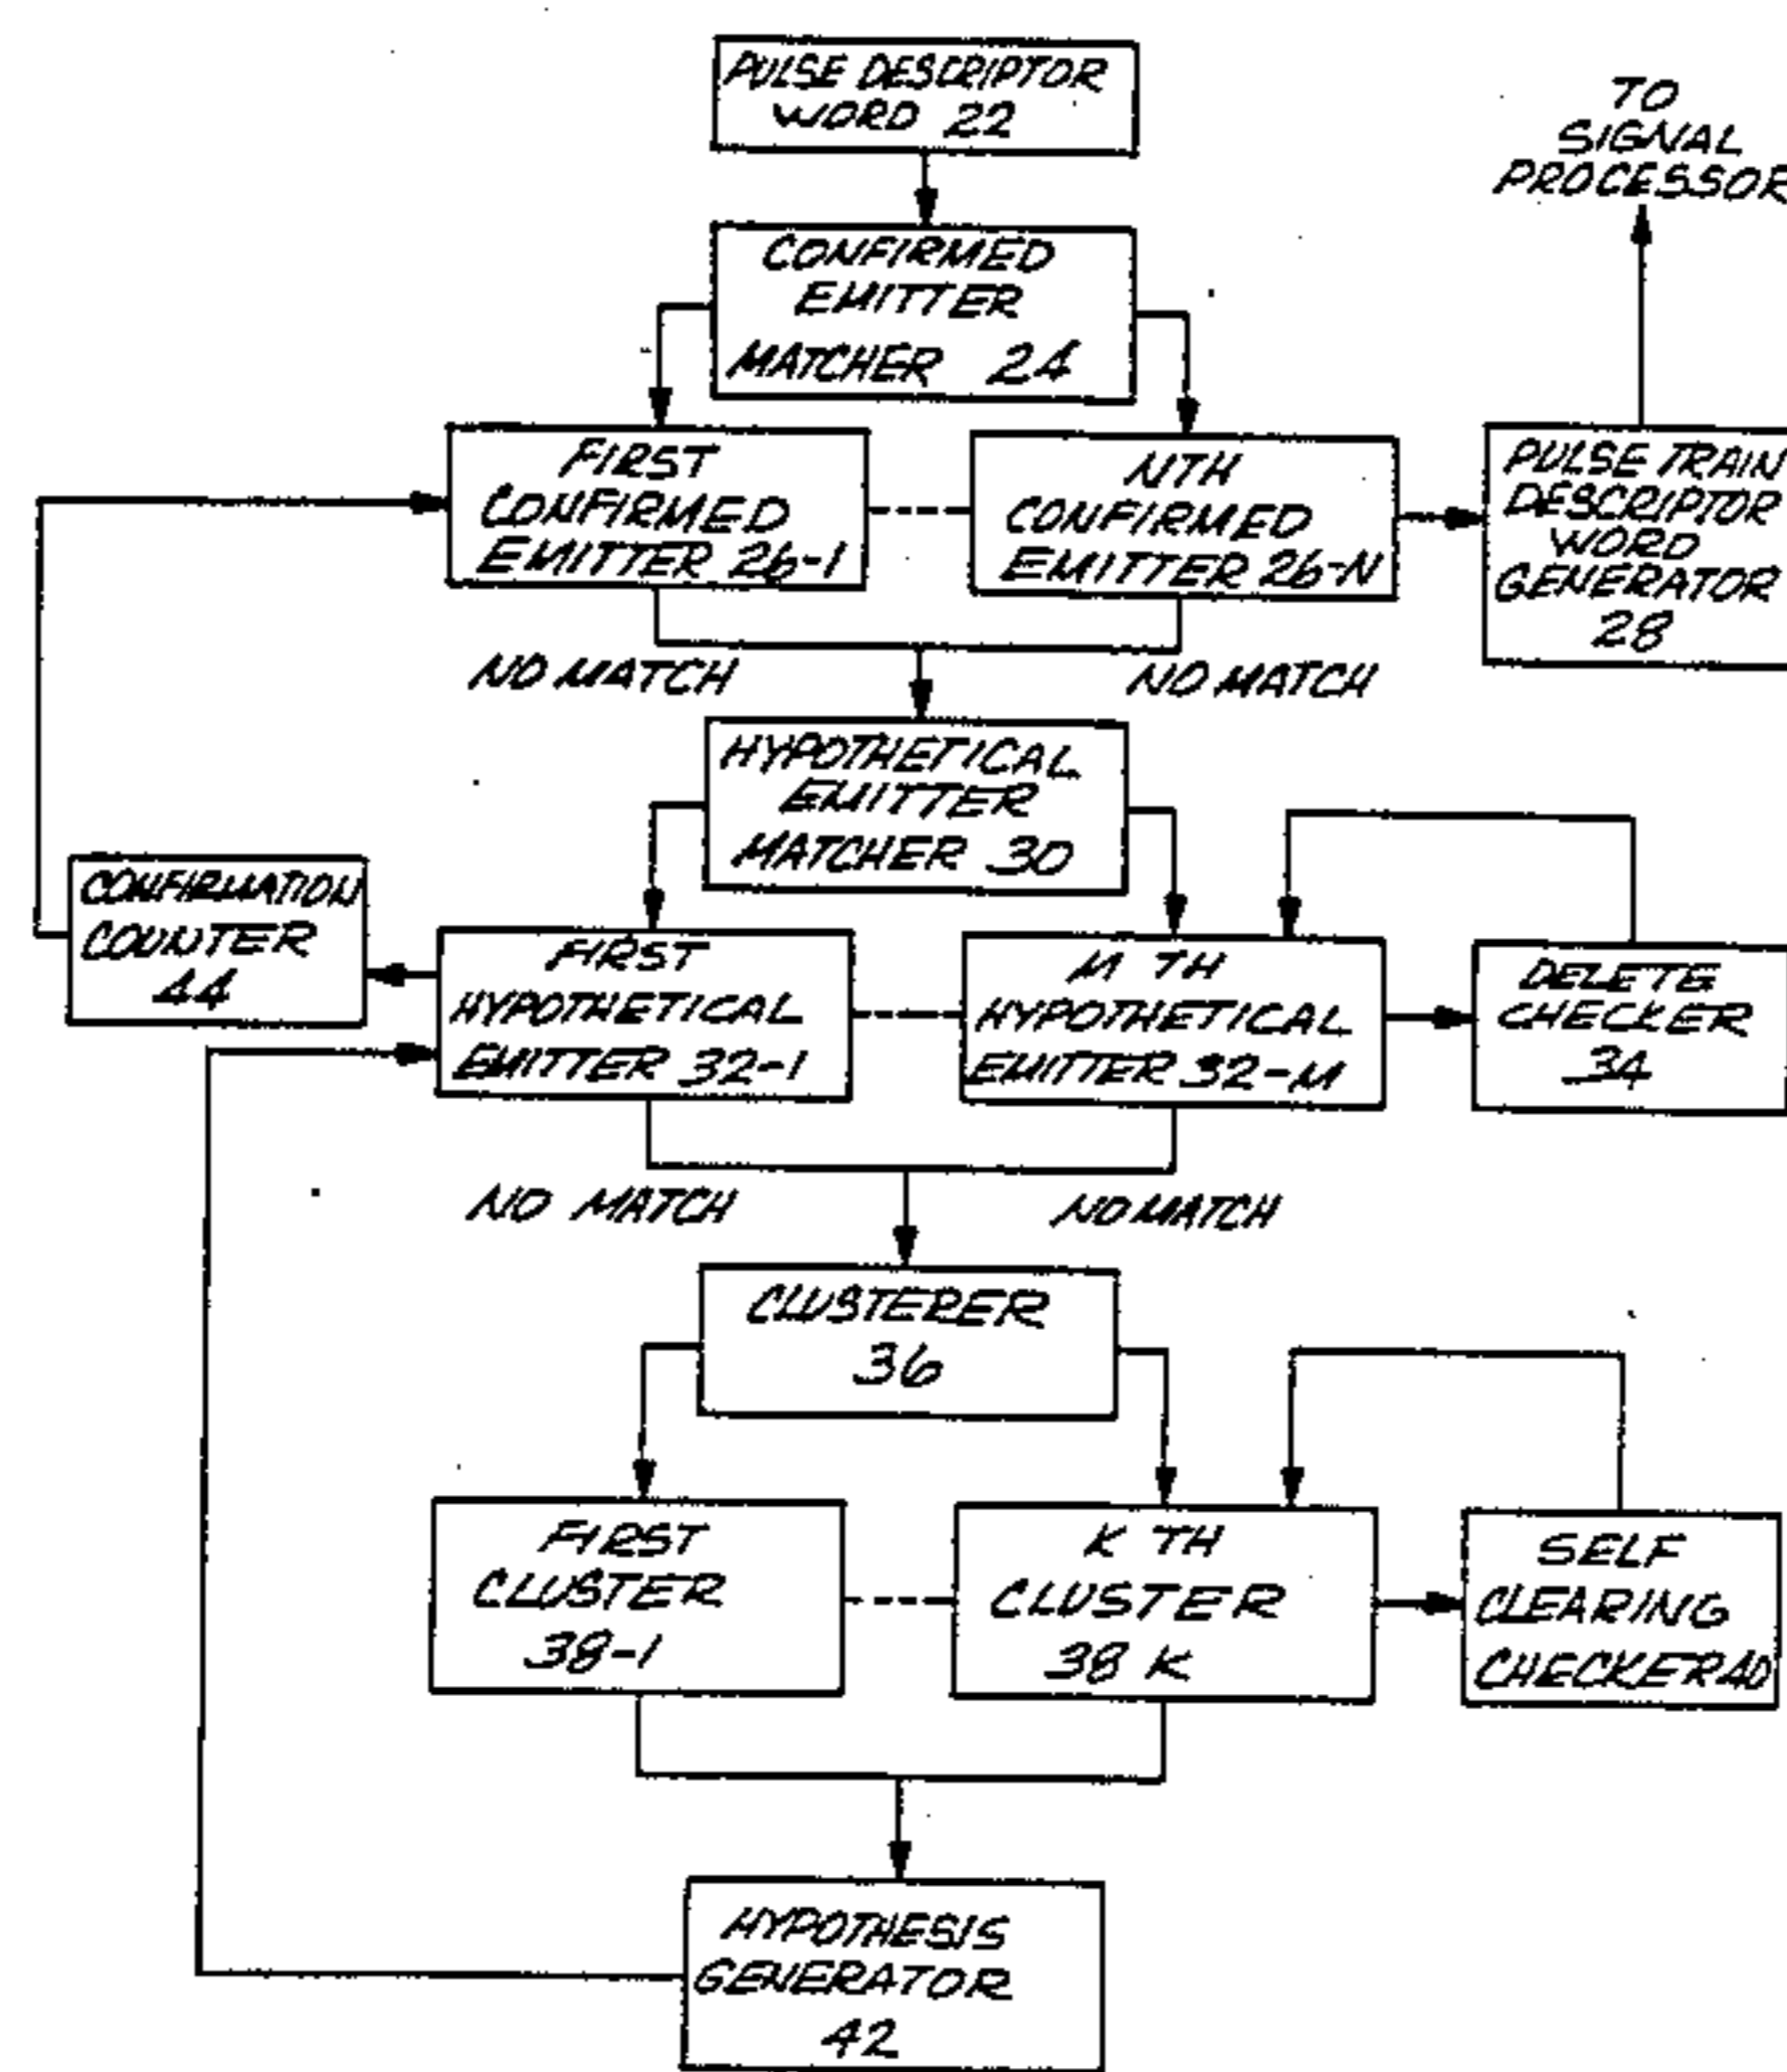 PULSE DESCRIPTOR
WORD 22
TO
SIGNAL
PROCESSOR
CONFIRMED
EMITTER
MATCHER 24
FIRST
CONFIRMED
EMITTER 26-1
NTH
CONFIRMED
EMITTER 26-N
PULSE TRAIN
DESCRIPTOR
WORD
GENERATOR
28
NO MATCH
NO MATCH
HYPOTHETICAL
EMITTER
MATCHER 30
CONFIRMATION
COUNTER
44
FIRST
HYPOTHETICAL
EMITTER 32-1
M TH
HYPOTHETICAL
EMITTER 32-M
DELETE
CHECKER
34
NO MATCH
NO MATCH
CLUSTERER
36
FIRST
CLUSTER
38-1
K TH
CLUSTER
38 K
SELF
CLEARING
CHECKER 40
HYPOTHESIS
GENERATOR
42